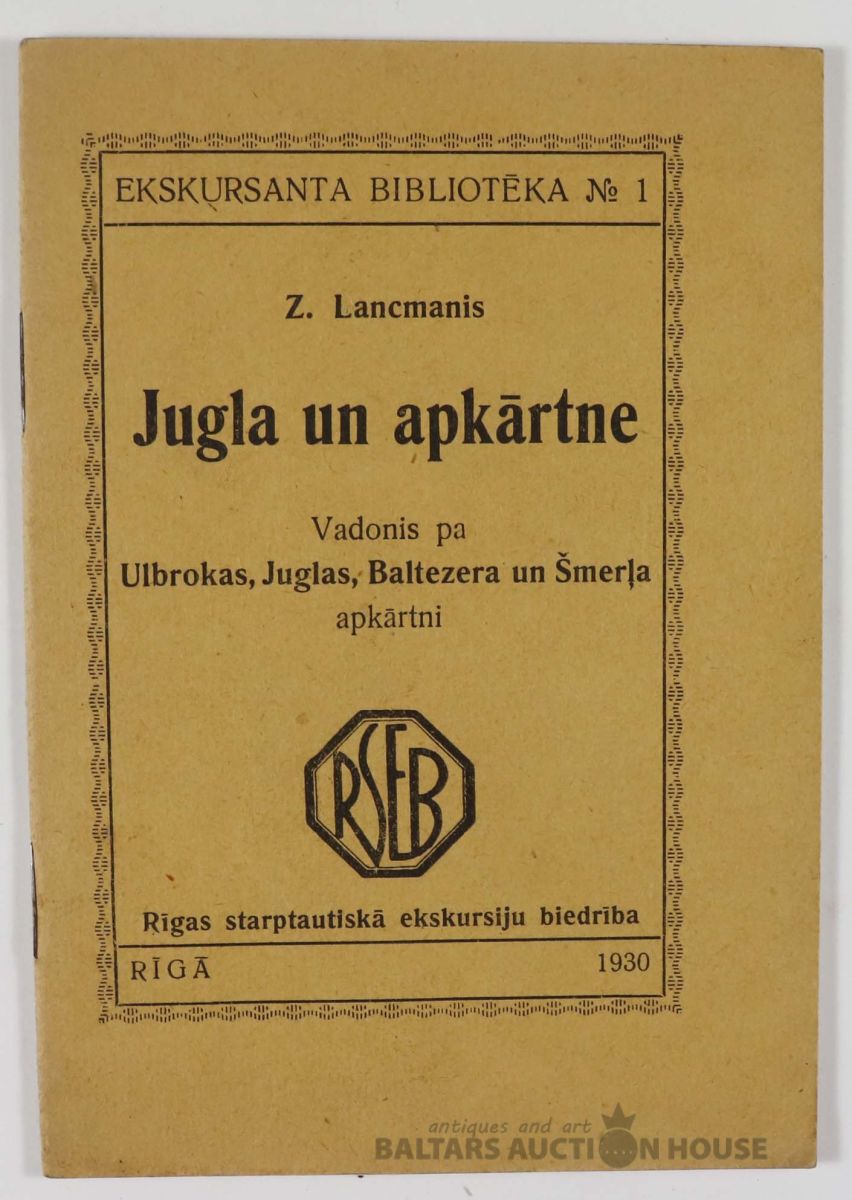 EKSKURSANTA BIBLIOTĒKA № 1
Z. Lancmanis
Jugla un apkārtne
Vadonis pa
Ulbrokas, Juglas, Baltezera un Šmerļa
apkārtni
RSEB
Rīgas starptautiskā ekskursiju biedrība
RĪGĀ 1930
antiques and art
BALTARS AUCTION HOUSE